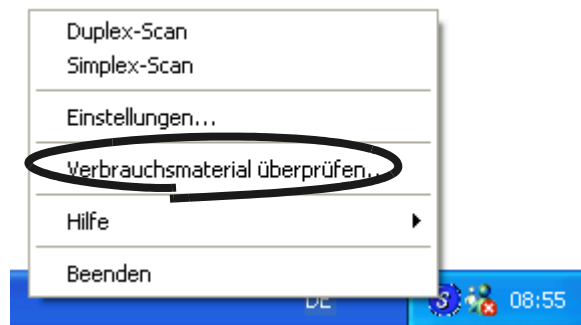 Duplex-Scan
Simplex-Scan
Einstellungen...
Verbrauchsmaterial überprüfen...
Hilfe
Beenden
DE
S
08:55